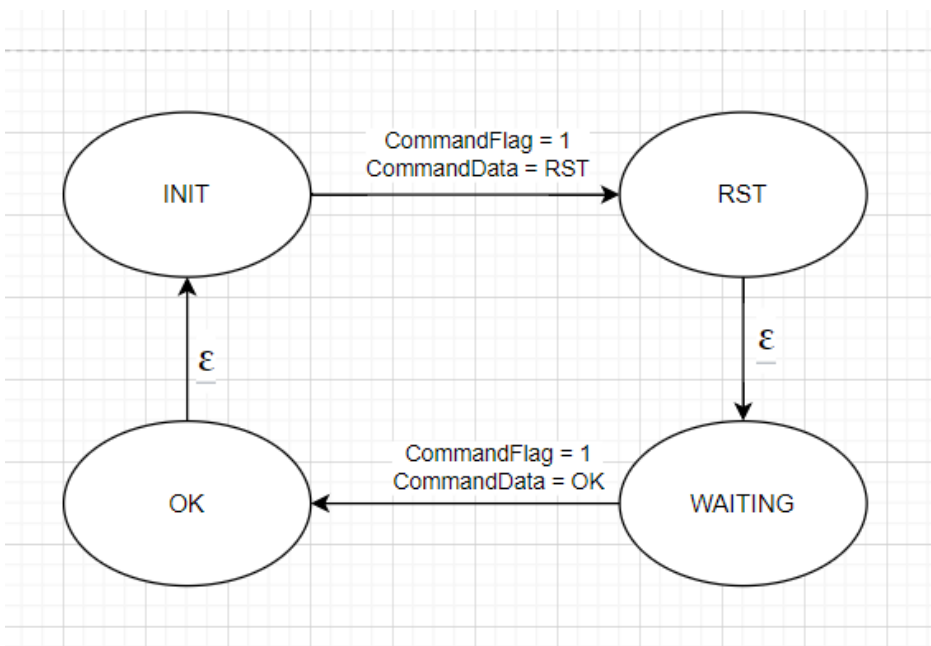 CommandFlag = 1
CommandData = RST
INIT
RST
ε
ε
CommandFlag = 1
CommandData = OK
OK
WAITING